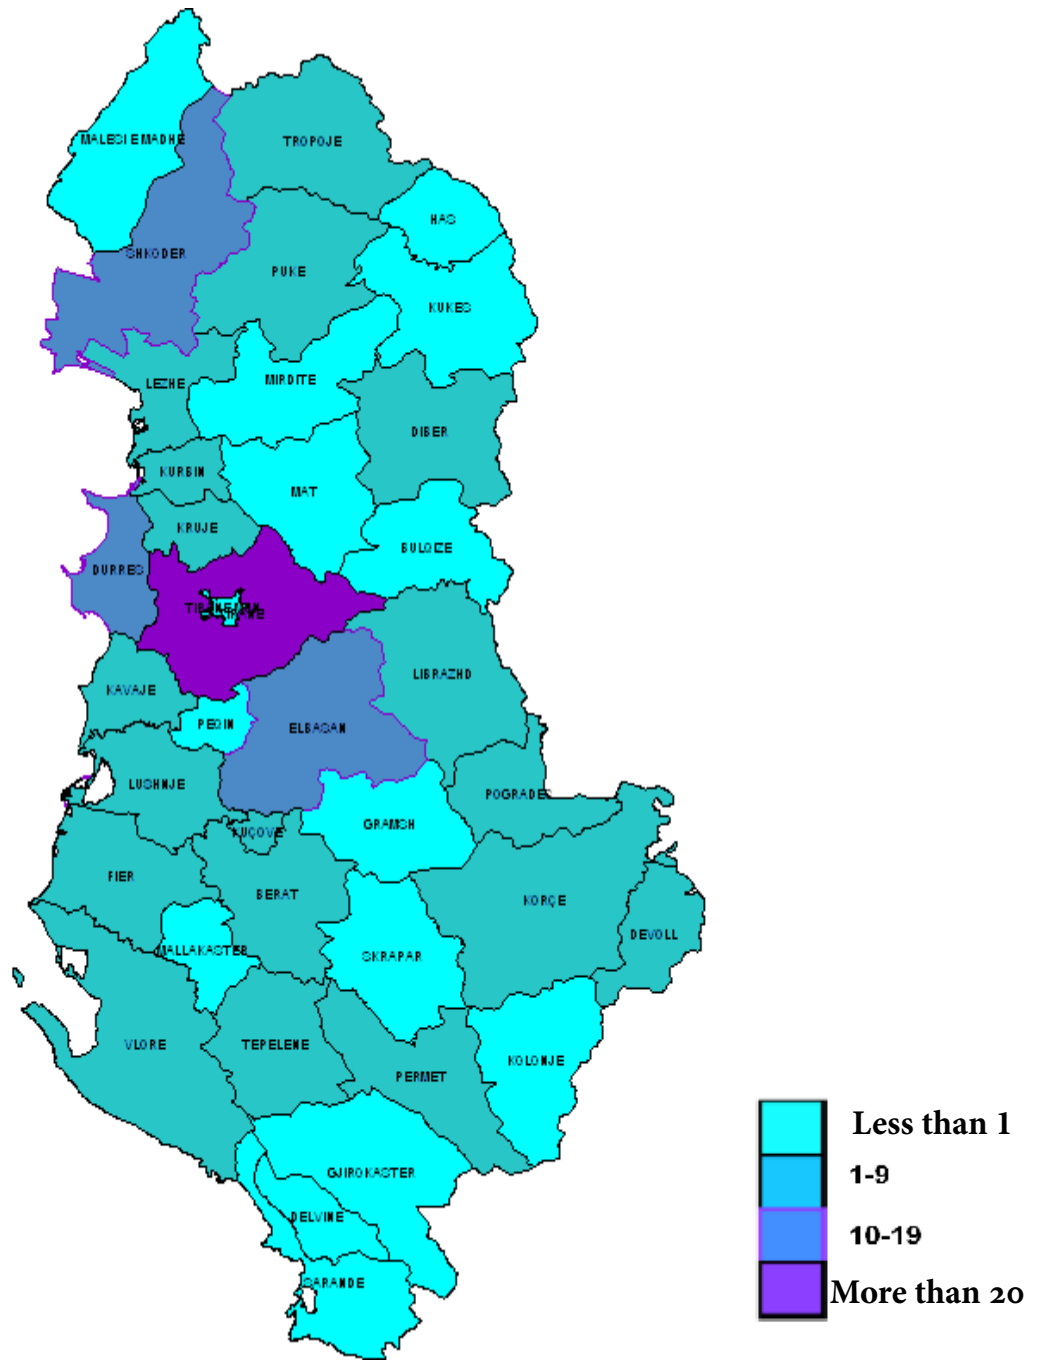 MALESI E MADHE
TROPOJE
HAS
SHKODER
PUKE
KUKES
LEZHE
MIRDITE
DIBER
KURBIN
MAT
KRUJE
BULQIZE
DURRES
LIBRAZHD
KAVAJE
PEQIN
ELBASAN
LUSHNJE
POGRADEC
GRAMSH
KUÇOVE
FIER
BERAT
KORÇE
DEVOLL
MALLAKASTER
SKRAPAR
VLORE
TEPELENE
KOLONJE
PERMET
GJIROKASTER
DELVINE
SARANDE
Less than 1
1-9
10-19
More than 20